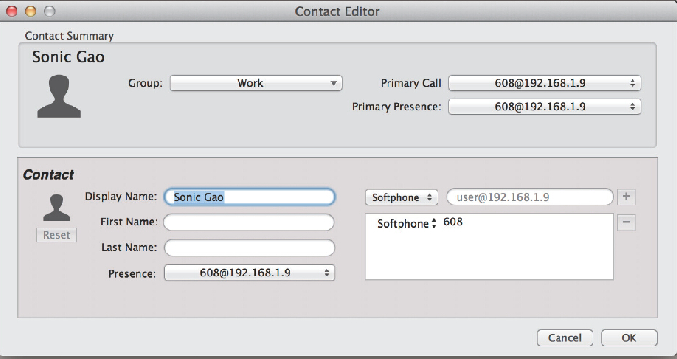 Contact Editor
Contact Summary
Sonic Gao
Group: Work Primary Call 608@192.168.1.9
Primary Presence: 608@192.168.1.9
Contact
Display Name: Sonic Gao Softphone user@192.168.1.9 +
First Name: Softphone 608 −
Reset
Last Name:
Presence: 608@192.168.1.9
Cancel OK